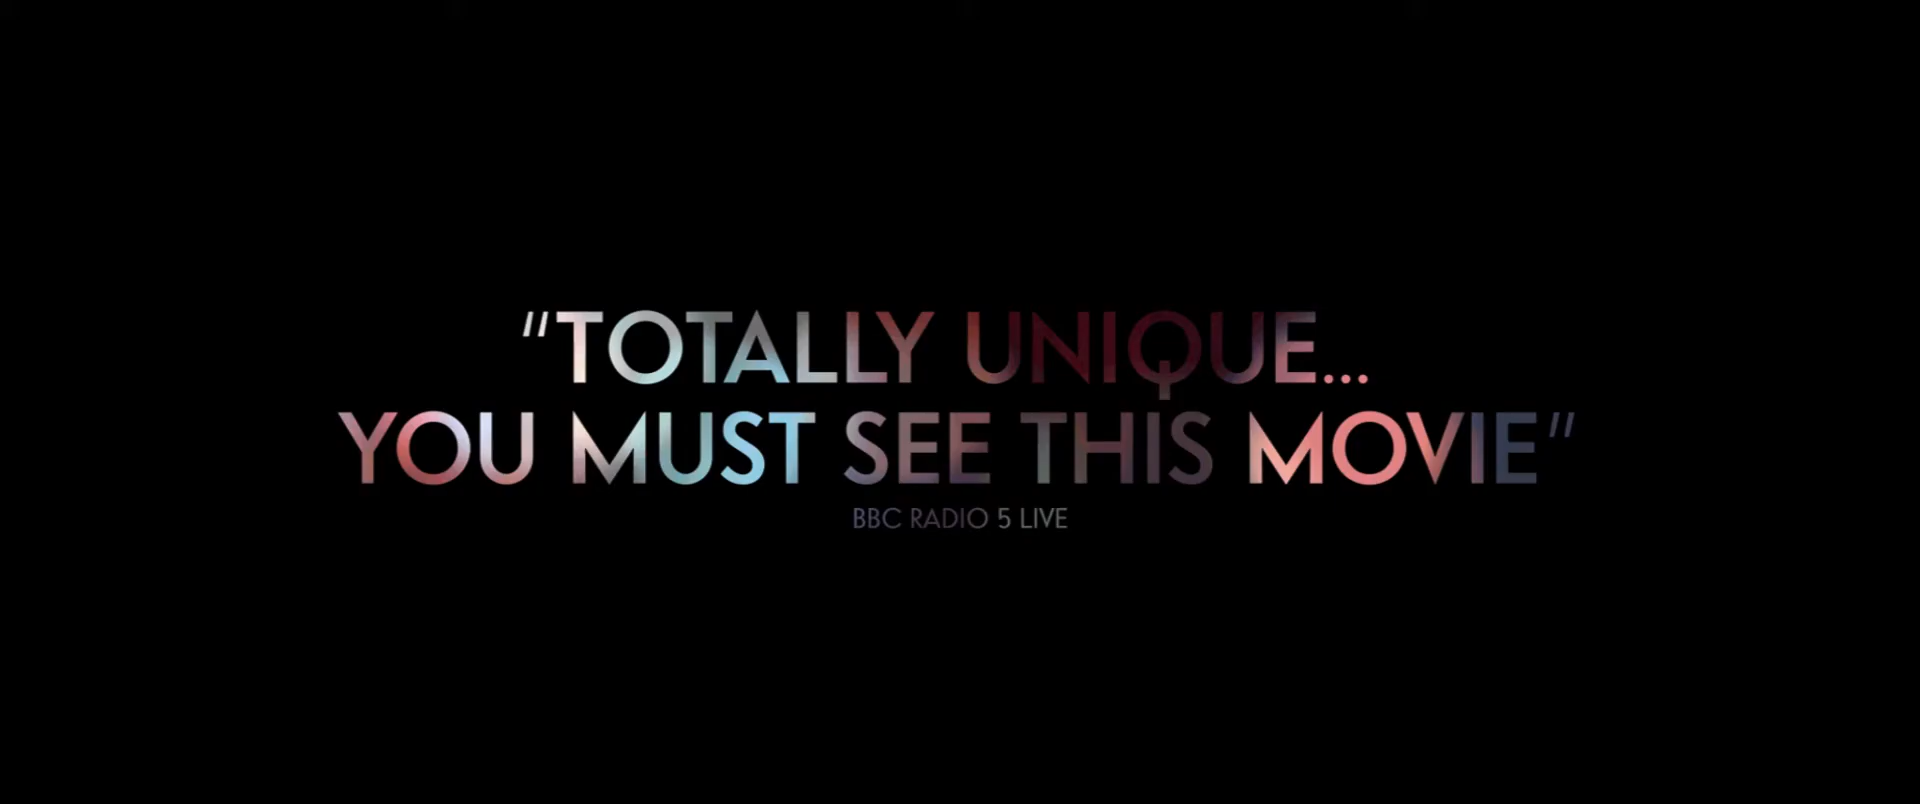 “TOTALLY UNIQUE...
YOU MUST SEE THIS MOVIE”
BBC RADIO 5 LIVE